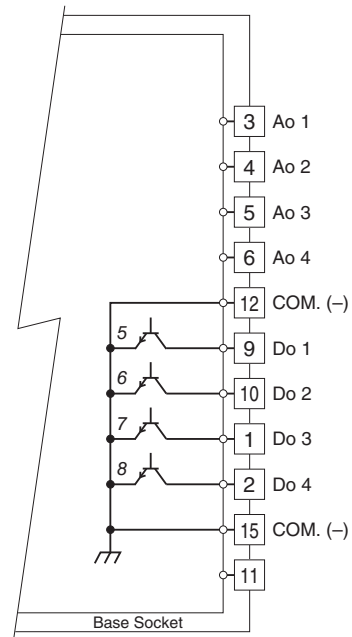 3 Ao 1
4 Ao 2
5 Ao 3
6 Ao 4
12 COM. (–)
5
9 Do 1
6
10 Do 2
7
1 Do 3
8
2 Do 4
15 COM. (–)
11
Base Socket